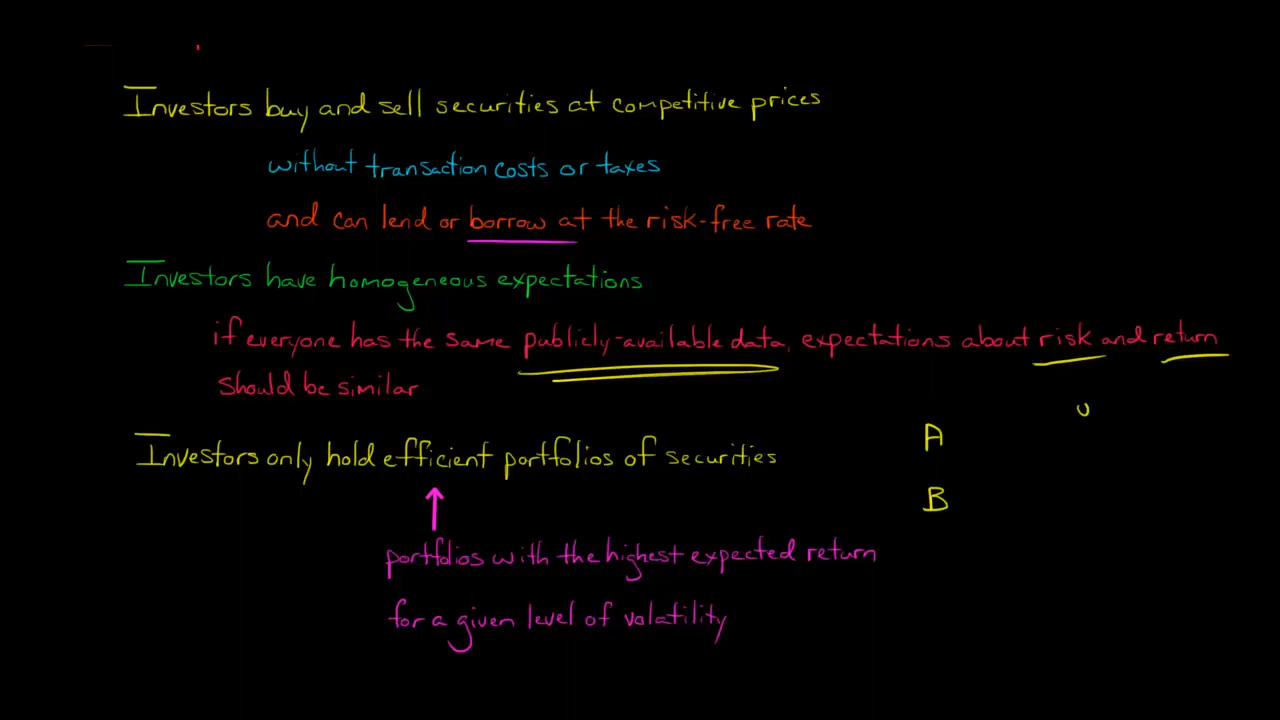 Investors buy and sell securities at competitive prices
without transaction costs or taxes
and can lend or borrow at the risk-free rate
Investors have homogeneous expectations
if everyone has the same publicly-available data, expectations about risk and return
should be similar
Investors only hold efficient portfolios of securities
A
B
portfolios with the highest expected return
for a given level of volatility